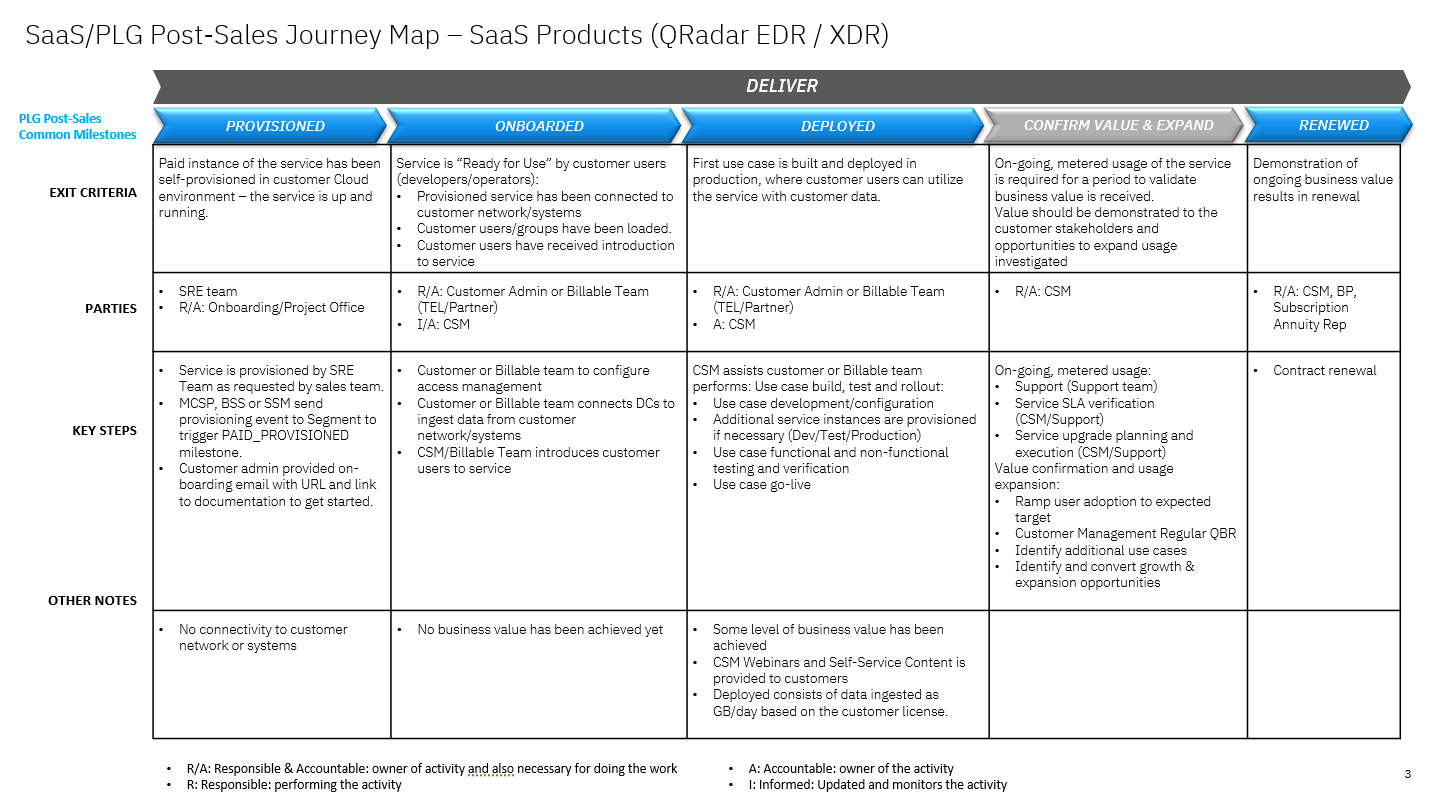 SaaS/PLG Post-Sales Journey Map – SaaS Products (QRadar EDR / XDR)
DELIVER
PLG Post-Sales
Common Milestones
PROVISIONED
ONBOARDED
DEPLOYED
CONFIRM VALUE & EXPAND
RENEWED
EXIT CRITERIA
Paid instance of the service has been
self-provisioned in customer Cloud
environment – the service is up and
running.
Service is “Ready for Use” by customer users
(developers/operators):
• Provisioned service has been connected to
customer network/systems
• Customer users/groups have been loaded.
• Customer users have received introduction
to service
First use case is built and deployed in
production, where customer users can utilize
the service with customer data.
On-going, metered usage of the service
is required for a period to validate
business value is received.
Value should be demonstrated to the
customer stakeholders and
opportunities to expand usage
investigated
Demonstration of
ongoing business value
results in renewal
PARTIES
• SRE team
• R/A: Onboarding/Project Office
• R/A: Customer Admin or Billable Team
(TEL/Partner)
• I/A: CSM
• R/A: Customer Admin or Billable Team
(TEL/Partner)
• A: CSM
• R/A: CSM
• R/A: CSM, BP,
Subscription
Annuity Rep
KEY STEPS
• Service is provisioned by SRE
Team as requested by sales team.
• MCSP, BSS or SSM send
provisioning event to Segment to
trigger PAID_PROVISIONED
milestone.
• Customer admin provided on-
boarding email with URL and link
to documentation to get started.
• Customer or Billable team to configure
access management
• Customer or Billable team connects DCs to
ingest data from customer
network/systems
• CSM/Billable Team introduces customer
users to service
CSM assists customer or Billable team
performs: Use case build, test and rollout:
• Use case development/configuration
• Additional service instances are provisioned
if necessary (Dev/Test/Production)
• Use case functional and non-functional
testing and verification
• Use case go-live
On-going, metered usage:
• Support (Support team)
• Service SLA verification
(CSM/Support)
• Service upgrade planning and
execution (CSM/Support)
Value confirmation and usage
expansion:
• Ramp user adoption to expected
target
• Customer Management Regular QBR
• Identify additional use cases
• Identify and convert growth &
expansion opportunities
• Contract renewal
OTHER NOTES
• No connectivity to customer
network or systems
• No business value has been achieved yet
• Some level of business value has been
achieved
• CSM Webinars and Self-Service Content is
provided to customers
• Deployed consists of data ingested as
GB/day based on the customer license.
• R/A: Responsible & Accountable: owner of activity and also necessary for doing the work
• R: Responsible: performing the activity
• A: Accountable: owner of the activity
• I: Informed: Updated and monitors the activity
3